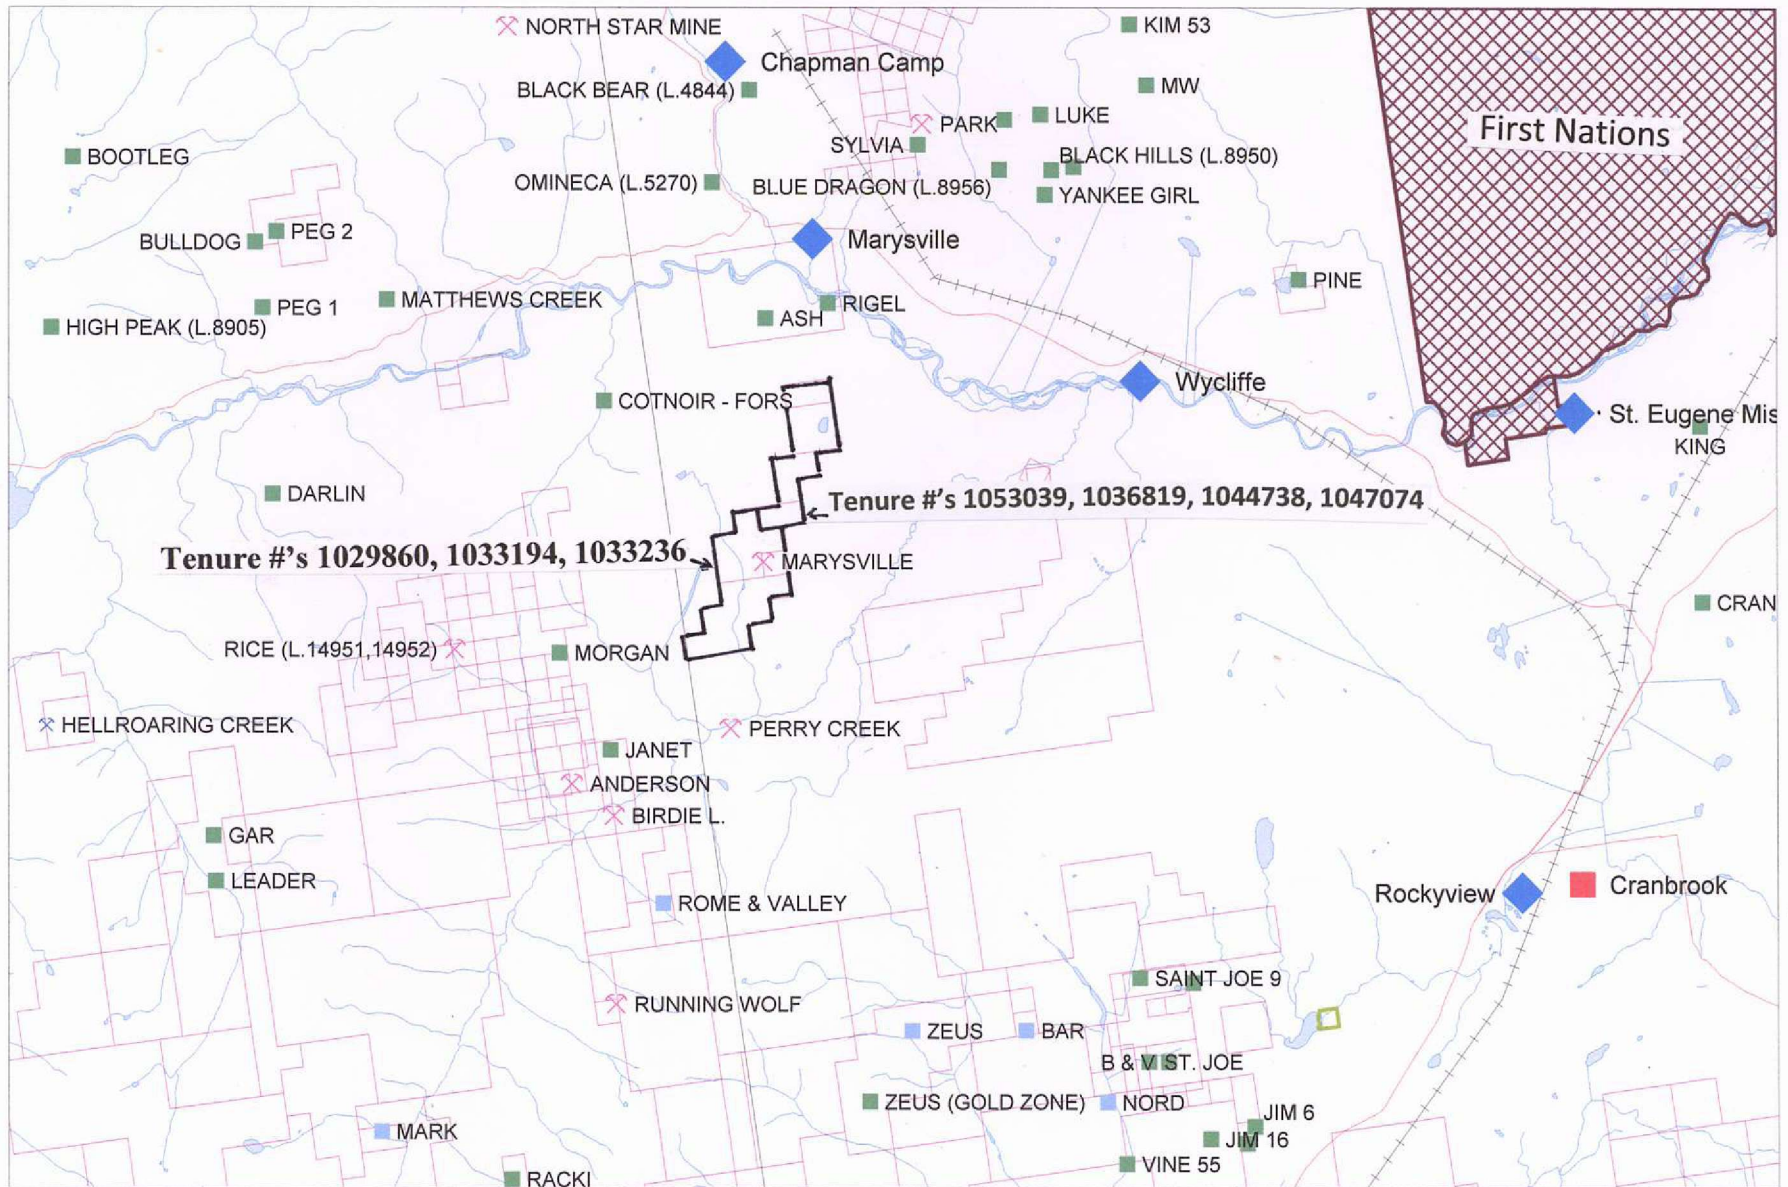 NORTH STAR MINE
KIM 53
Chapman Camp
BLACK BEAR (L.4844)
MW
PARK
LUKE
First Nations
SYLVIA
BOOTLEG
BLACK HILLS (L.8950)
OMINECA (L.5270)
BLUE DRAGON (L.8956)
YANKEE GIRL
PEG 2
BULLDOG
Marysville
PINE
MATTHEWS CREEK
PEG 1
RIGEL
ASH
HIGH PEAK (L.8905)
Wycliffe
COTNOIR - FORS
St. Eugene Mis
KING
DARLIN
Tenure #'s 1053039, 1036819, 1044738, 1047074
Tenure #'s 1029860, 1033194, 1033236
MARYSVILLE
CRAN
RICE (L.14951,14952)
MORGAN
HELLROARING CREEK
PERRY CREEK
JANET
ANDERSON
BIRDIE L.
GAR
LEADER
Rockyview
Cranbrook
ROME & VALLEY
SAINT JOE 9
RUNNING WOLF
ZEUS
BAR
B & V
ST. JOE
ZEUS (GOLD ZONE)
NORD
JIM 6
MARK
JIM 16
VINE 55
RACKI